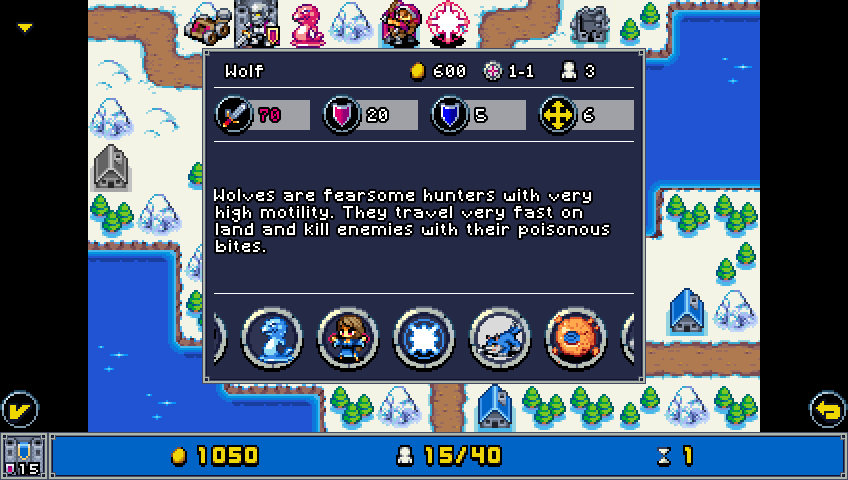 Wolf 600 1-1 3
70 20 5 6
Wolves are fearsome hunters with very
high motility. They travel very fast on
land and kill enemies with their poisonous
bites.
15 1050 15/40 1